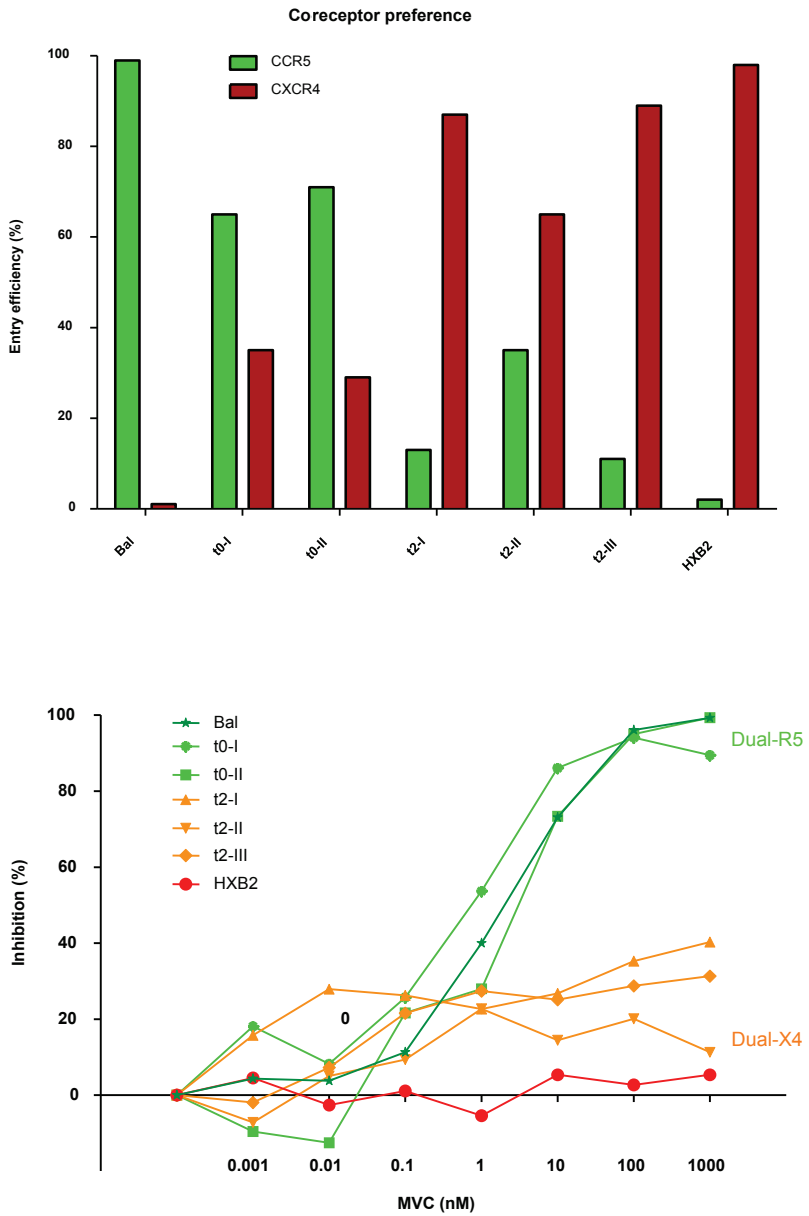 Coreceptor preference
CCR5
CXCR4
Entry efficiency (%)
100
80
60
40
20
0
Bal
t0-I
t0-II
t2-I
t2-II
t2-III
HXB2
Bal
t0-I
t0-II
t2-I
t2-II
t2-III
HXB2
Inhibition (%)
100
80
60
40
20
0
0
Dual-R5
Dual-X4
0.001 0.01 0.1 1 10 100 1000
MVC (nM)